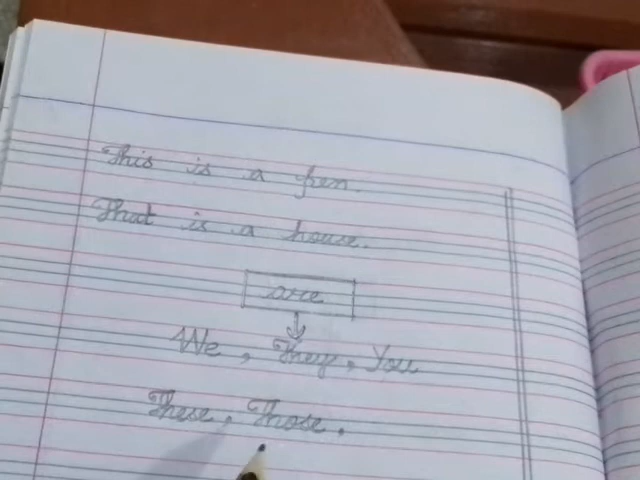 This is a pen.
That is a house.
are
We, They, You
These, Those,